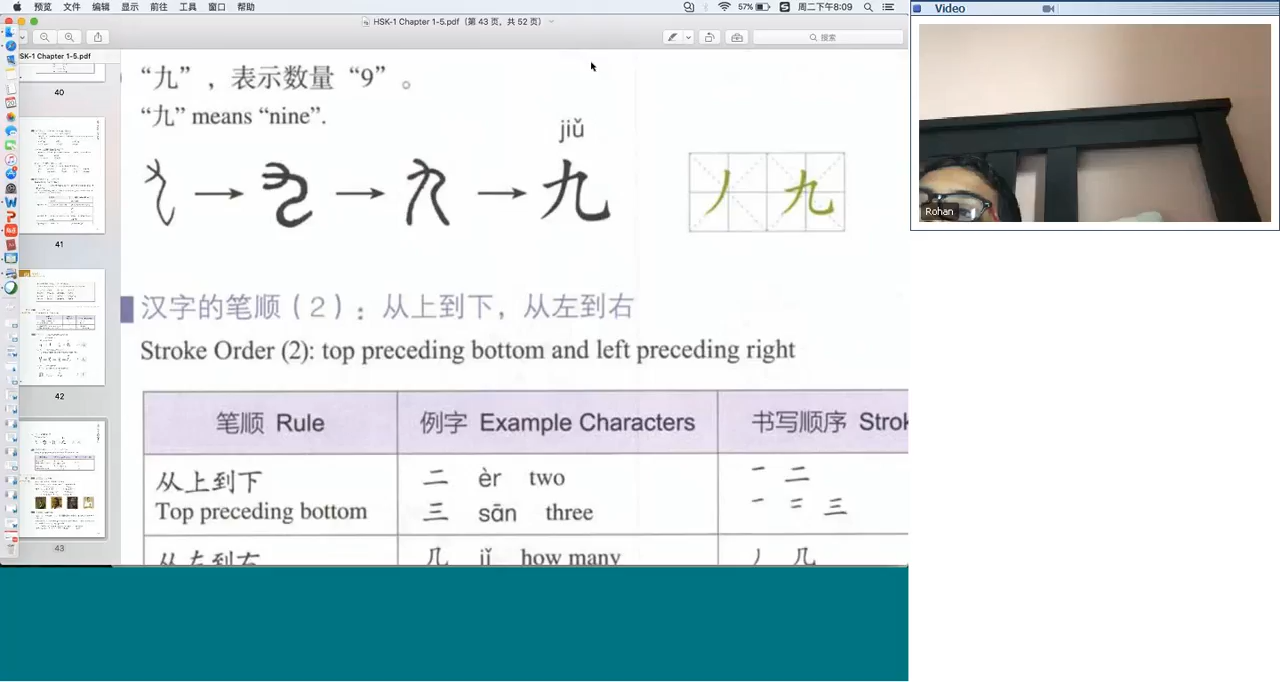 预览 文件 编辑 显示 前往 工具 窗口 帮助
57% 周二下午8:09
HSK-1 Chapter 1-5.pdf（第 43 页，共 52 页）
搜索
SK-1 Chapter 1-5.pdf
40
41
42
43
“九”，表示数量“9”。
“九” means “nine”.
jiǔ
九
丿 九
汉字的笔顺（2）：从上到下，从左到右
Stroke Order (2): top preceding bottom and left preceding right
笔顺 Rule 例字 Example Characters 书写顺序 Strok
从上到下 二 èr two 一 二
Top preceding bottom 三 sān three 一 二 三
从左到右 几 jǐ how many 丿 几
Video
Rohan